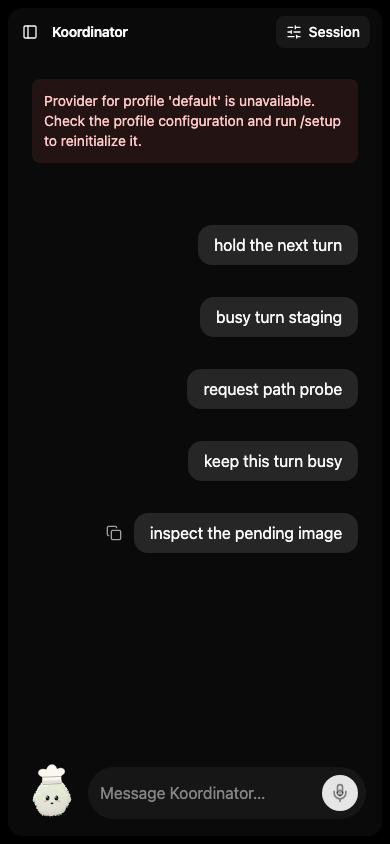 Koordinator
Session
Provider for profile 'default' is unavailable.
Check the profile configuration and run /setup
to reinitialize it.
hold the next turn
busy turn staging
request path probe
keep this turn busy
inspect the pending image
Message Koordinator...